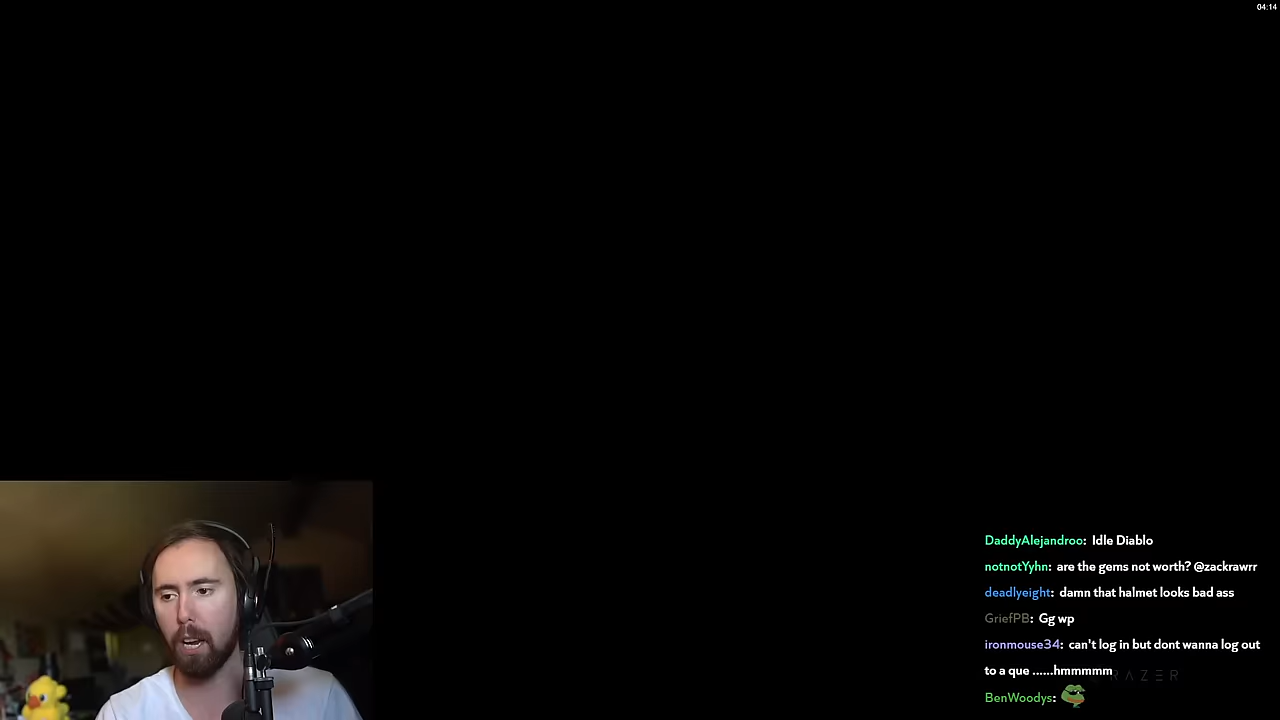 04:14
DaddyAlejandroo: Idle Diablo
notnotYyhn: are the gems not worth? @zackrawrr
deadlyeight: damn that halmet looks bad ass
GriefPB: Gg wp
ironmouse34: can't log in but dont wanna log out
to a que ......hmmmmm
RAZER
BenWoodys: